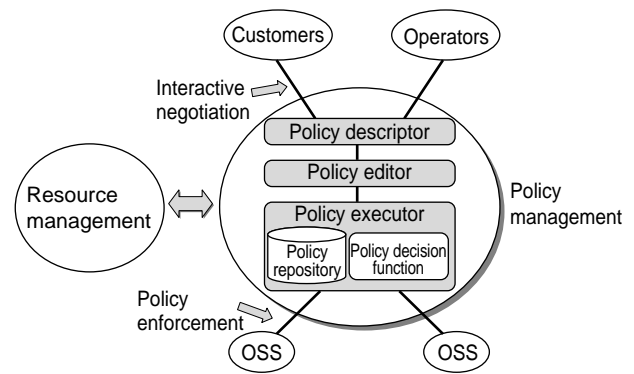 Customers
Operators
Interactive
negotiation
Policy descriptor
Policy editor
Resource
management
Policy
management
Policy executor
Policy
repository
Policy decision
function
Policy
enforcement
OSS
OSS